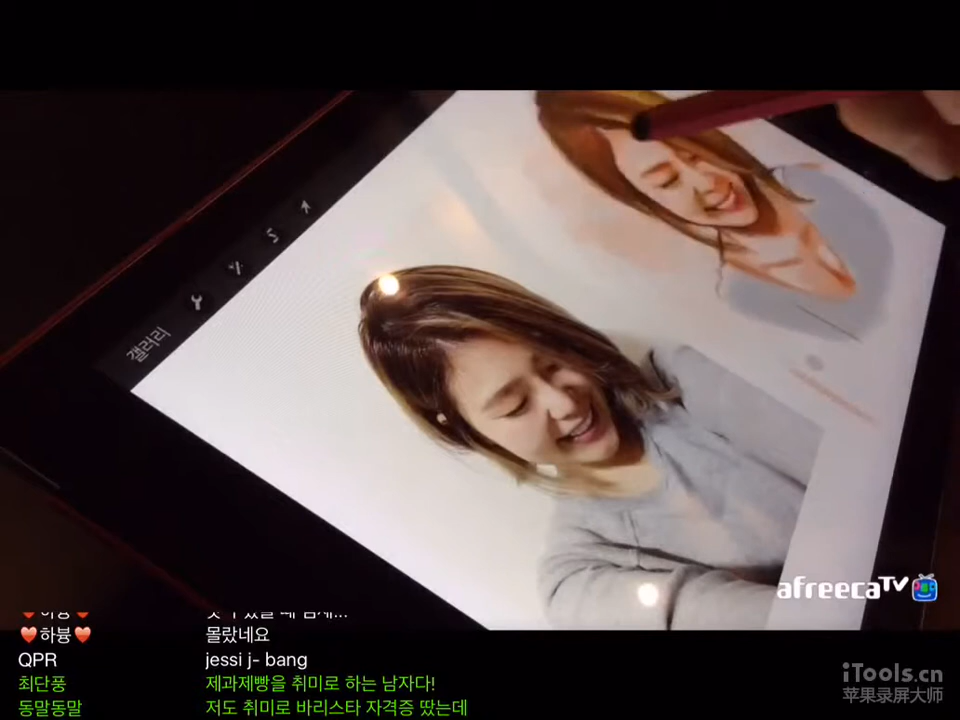 갤러리
afreecaTV
❤️하븅❤️ 몰랐네요
QPR jessi j- bang
최단풍 제과제빵을 취미로 하는 남자다!
동말동말 저도 취미로 바리스타 자격증 땄는데
iTools.cn
苹果录屏大师